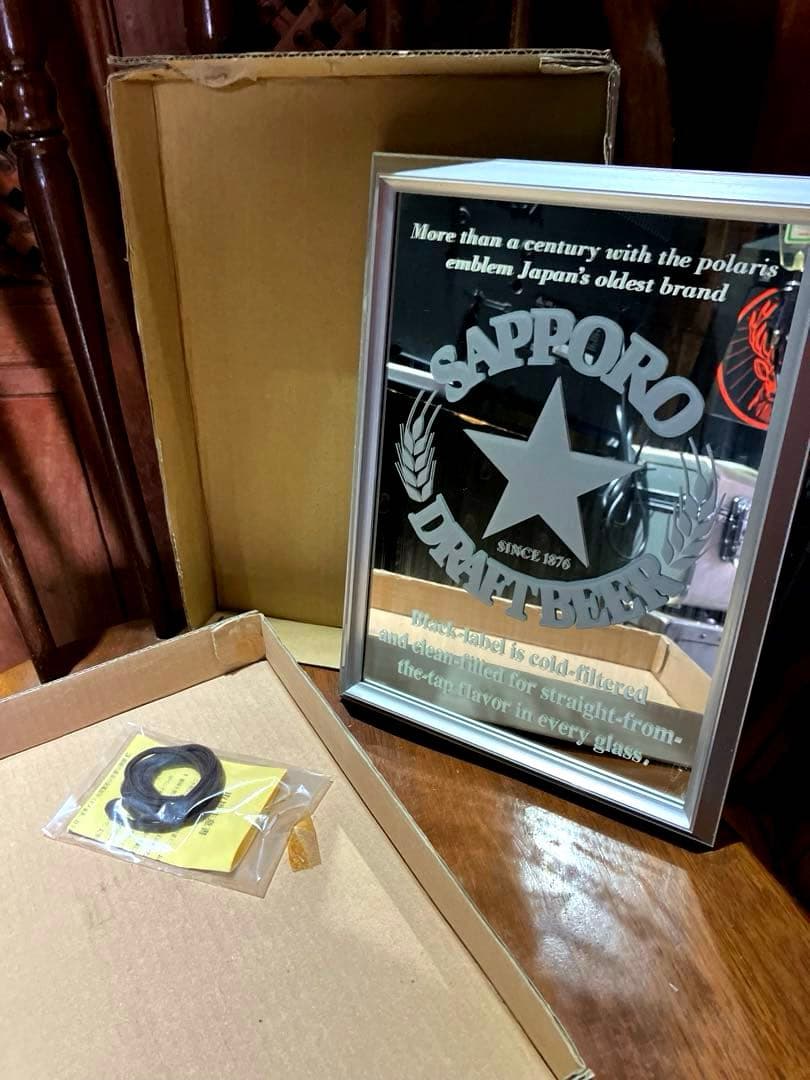 More than a century with the polaris
emblem Japan's oldest brand
SAPPORO
SINCE 1876
DRAFT BEER
Black-label is cold-filtered
and clean-filled for straight-from-
the-tap flavor in every glass.